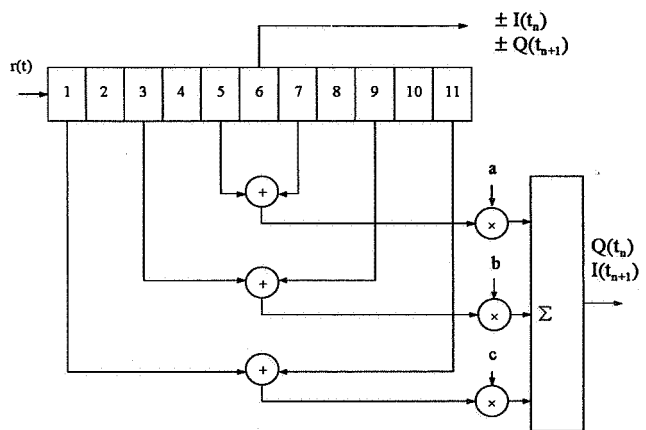 ± I(tn)
± Q(tn+1)
r(t)
1 2 3 4 5 6 7 8 9 10 11
a
+
×
Q(tn)
I(tn+1)
b
+
×
Σ
c
+
×